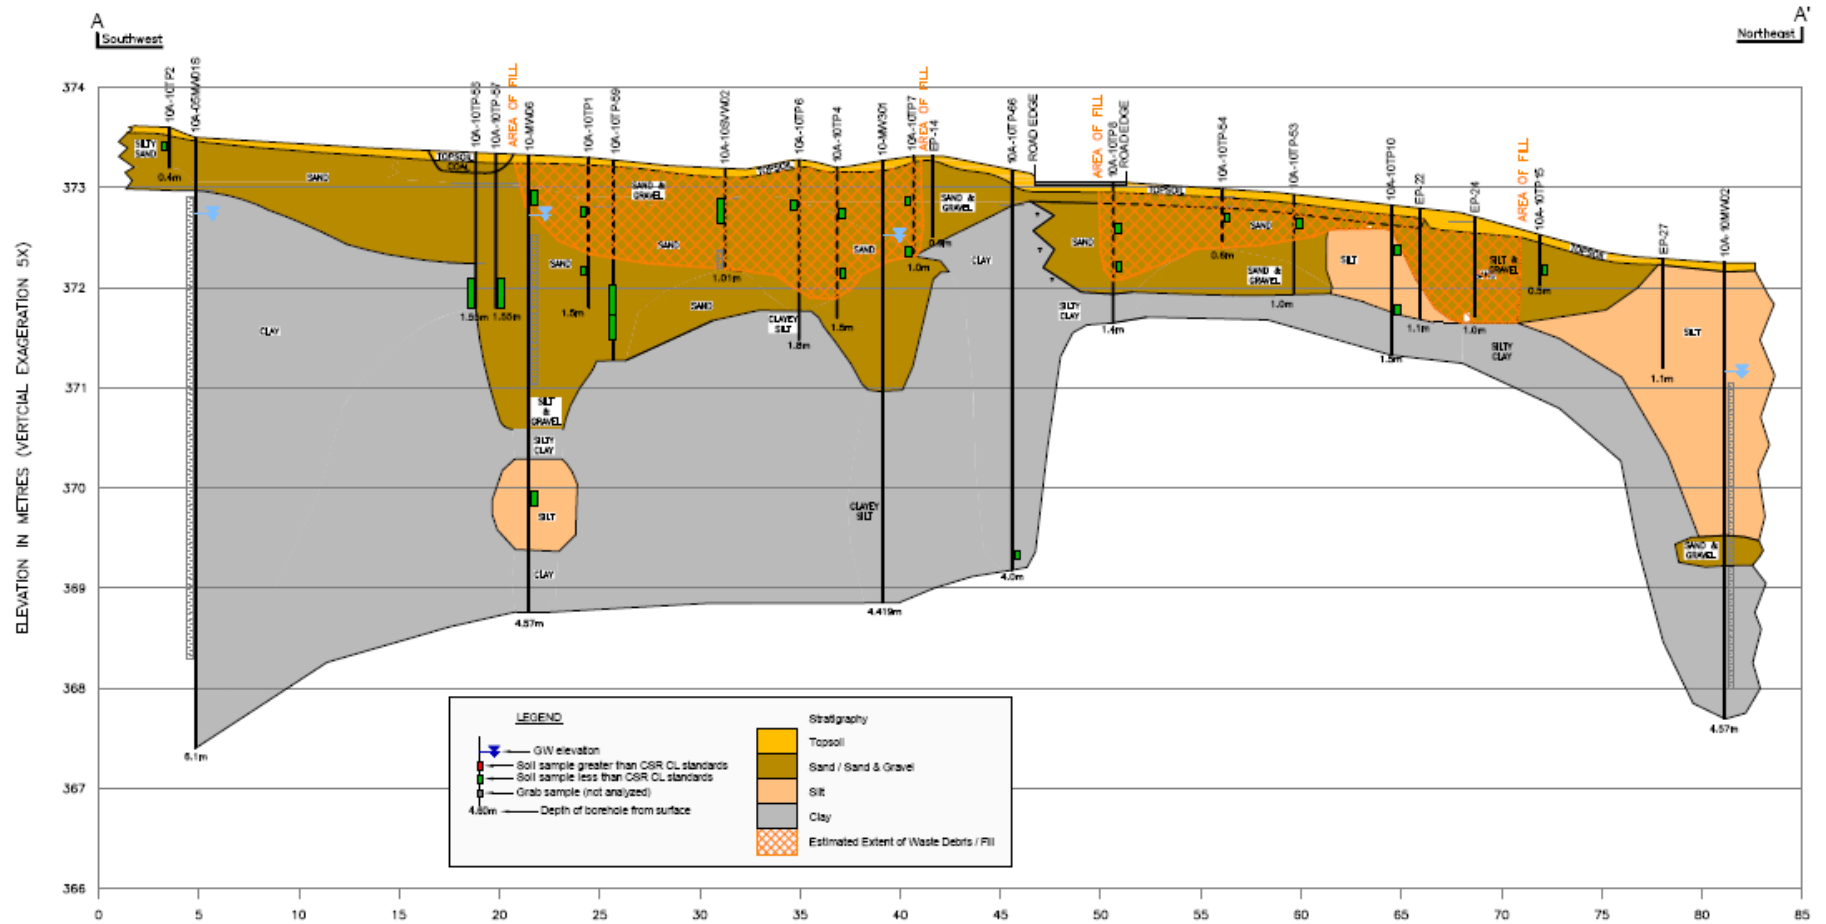 A
A'
Southwest
Northeast
374
373
372
371
370
369
368
367
366
ELEVATION IN METRES (VERTCIAL EXAGERATION 5X)
10A-10TP2
10A-05MW01S
10A-10TP-57
AREA OF FILL
10-MW06
10A-10TP1
10A-10TP-59
10A-10SVW02
10A-10TP6
10A-10TP-4
10-MW301
10A-10TP7
AREA OF FILL
EP-14
10A-10TP-66
ROAD EDGE
AREA OF FILL
10A-10TP8
ROAD EDGE
10A-10TP-54
10A-10TP-53
10A-10TP10
EP-22
EP-24
AREA OF FILL
10A-10TP15
EP-27
10A-10MW02
SILTY
SAND
0.4m
SAND
TOPSOIL
COAL
SAND &
GRAVEL
TOPSOIL
SAND &
GRAVEL
TOPSOIL
SAND
SAND
SAND
SAND
SAND
SILT
SILT &
GRAVEL
TOPSOIL
1.01m
1.0m
CLAY
SAND &
GRAVEL
0.5m
CLAY
1.55m
1.55m
1.5m
SAND
CLAYEY
SILT
1.8m
1.5m
SILTY
CLAY
1.4m
1.0m
1.1m
1.5m
1.0m
SILTY
CLAY
SILT
1.1m
SILT
&
GRAVEL
SILTY
CLAY
SILT
CLAY
CLAYEY
SILT
SAND &
GRAVEL
4.0m
4.57m
4.419m
6.1m
4.57m
LEGEND
GW elevation
Soil sample greater than CSR CL standards
Soil sample less than CSR CL standards
Grab sample (not analyzed)
4.60m
Depth of borehole from surface
Stratigraphy
Topsoil
Sand / Sand & Gravel
Silt
Clay
Estimated Extent of Waste Debris / Fill
0 5 10 15 20 25 30 35 40 45 50 55 60 65 70 75 80 85